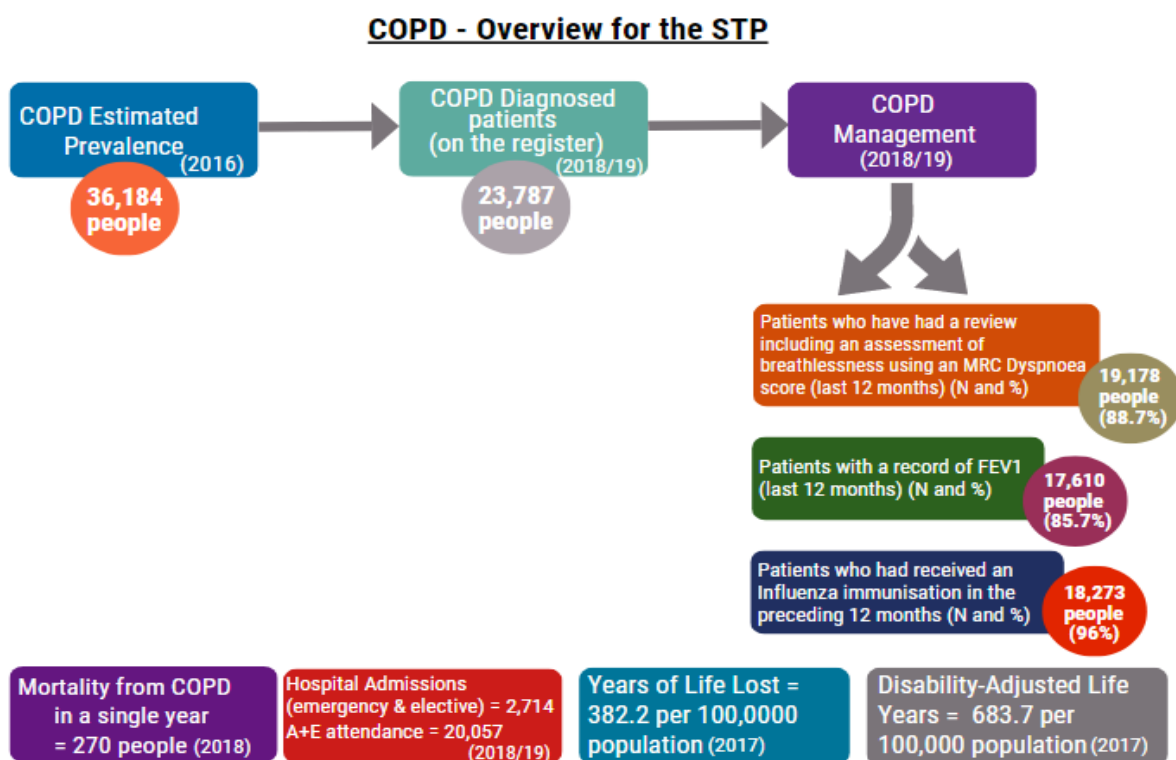 COPD - Overview for the STP
COPD Estimated
Prevalence
(2016)
36,184
people
COPD Diagnosed
patients
(on the register)
(2018/19)
23,787
people
COPD
Management
(2018/19)
Patients who have had a review
including an assessment of
breathlessness using an MRC Dyspnoea
score (last 12 months) (N and %)
19,178
people
(88.7%)
Patients with a record of FEV1
(last 12 months) (N and %)
17,610
people
(85.7%)
Patients who had received an
Influenza immunisation in the
preceding 12 months (N and %)
18,273
people
(96%)
Mortality from COPD
in a single year
= 270 people (2018)
Hospital Admissions
(emergency & elective) = 2,714
A+E attendance = 20,057
(2018/19)
Years of Life Lost =
382.2 per 100,0000
population (2017)
Disability-Adjusted Life
Years = 683.7 per
100,000 population (2017)